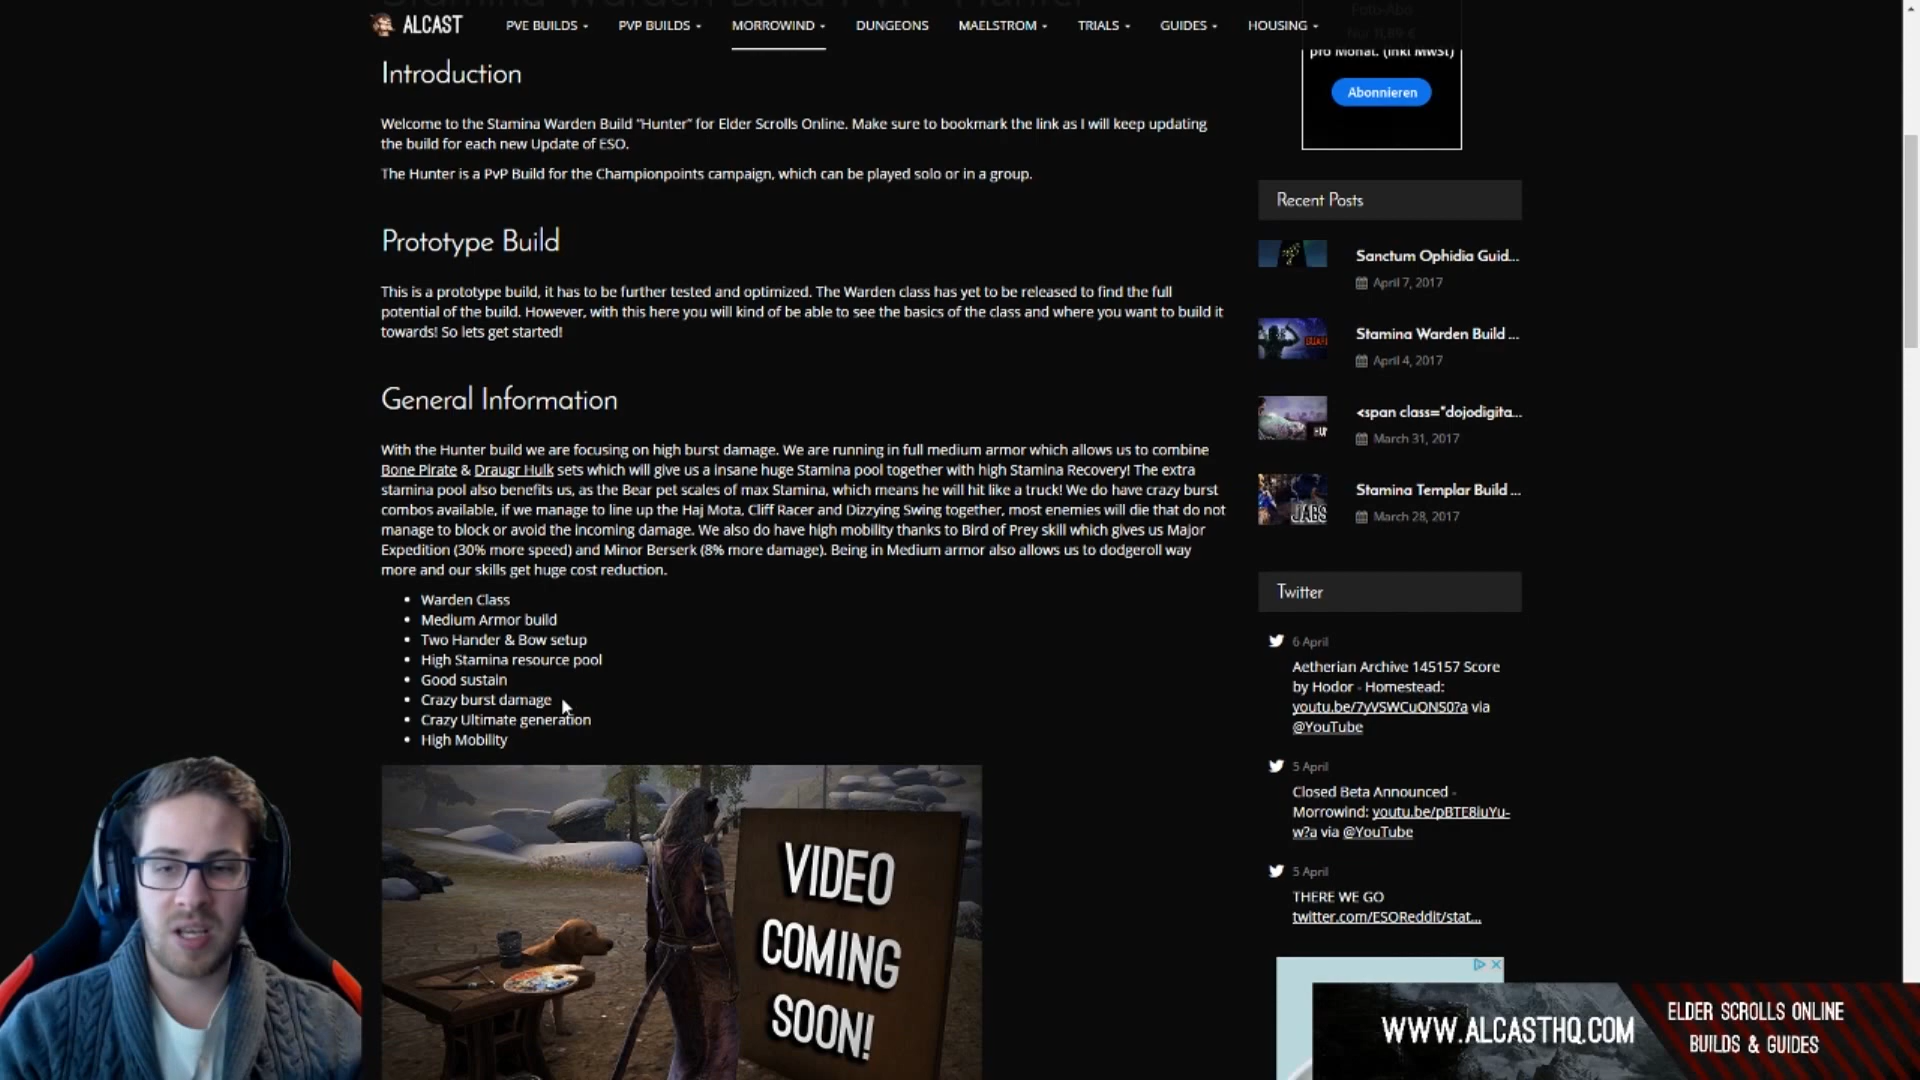 Stamina Warden Build PvP "Hunter"
ALCAST
PVE BUILDS
PVP BUILDS
MORROWIND
DUNGEONS
MAELSTROM
TRIALS
GUIDES
HOUSING
Foto-Abo
Nur 11,89 €
pro Monat. (inkl MwSt)
Abonnieren
Introduction
Welcome to the Stamina Warden Build “Hunter” for Elder Scrolls Online. Make sure to bookmark the link as I will keep updating
the build for each new Update of ESO.
The Hunter is a PvP Build for the Championpoints campaign, which can be played solo or in a group.
Prototype Build
This is a prototype build, it has to be further tested and optimized. The Warden class has yet to be released to find the full
potential of the build. However, with this here you will kind of be able to see the basics of the class and where you want to build it
towards! So lets get started!
General Information
With the Hunter build we are focusing on high burst damage. We are running in full medium armor which allows us to combine
Bone Pirate & Draugr Hulk sets which will give us a insane huge Stamina pool together with high Stamina Recovery! The extra
stamina pool also benefits us, as the Bear pet scales of max Stamina, which means he will hit like a truck! We do have crazy burst
combos available, if we manage to line up the Haj Mota, Cliff Racer and Dizzying Swing together, most enemies will die that do not
manage to block or avoid the incoming damage. We also do have high mobility thanks to Bird of Prey skill which gives us Major
Expedition (30% more speed) and Minor Berserk (8% more damage). Being in Medium armor also allows us to dodgeroll way
more and our skills get huge cost reduction.
• Warden Class
• Medium Armor build
• Two Hander & Bow setup
• High Stamina resource pool
• Good sustain
• Crazy burst damage
• Crazy Ultimate generation
• High Mobility
VIDEO
COMING
SOON!
Recent Posts
Sanctum Ophidia Guid...
April 7, 2017
Stamina Warden Build ...
April 4, 2017
<span class="dojodigita...
March 31, 2017
Stamina Templar Build ...
March 28, 2017
JABS
Twitter
6 April
Aetherian Archive 145157 Score
by Hodor - Homestead:
youtu.be/7yVSWCuQNS0?a via
@YouTube
5 April
Closed Beta Announced -
Morrowind: youtu.be/pBTE8IuYu-
w?a via @YouTube
5 April
THERE WE GO
twitter.com/ESOReddit/stat...
WWW.ALCASTHQ.COM
ELDER SCROLLS ONLINE
BUILDS & GUIDES